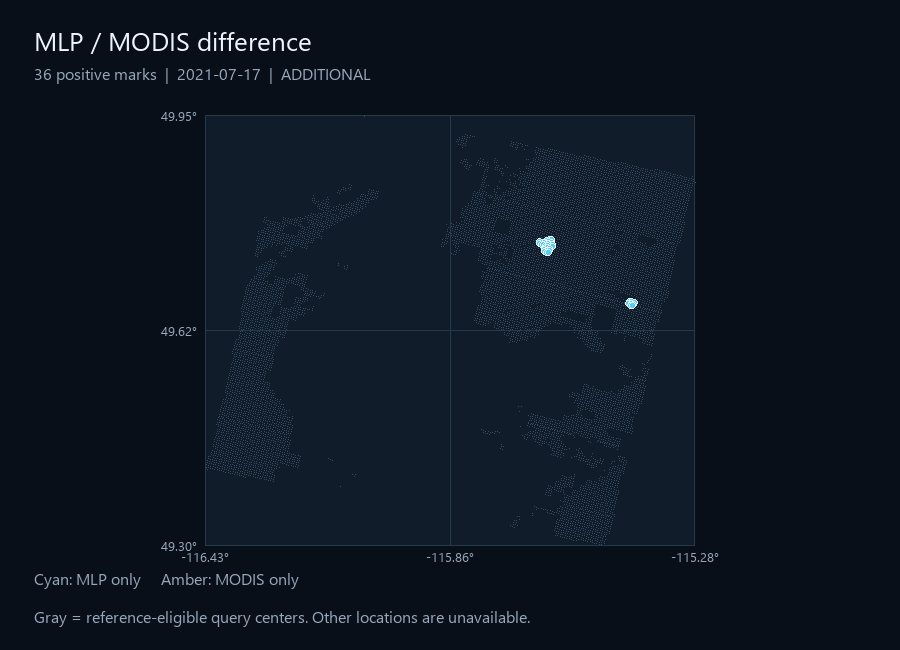 MLP / MODIS difference
36 positive marks | 2021-07-17 | ADDITIONAL
49.95°
49.62°
49.30°
-116.43° -115.86° -115.28°
Cyan: MLP only Amber: MODIS only
Gray = reference-eligible query centers. Other locations are unavailable.